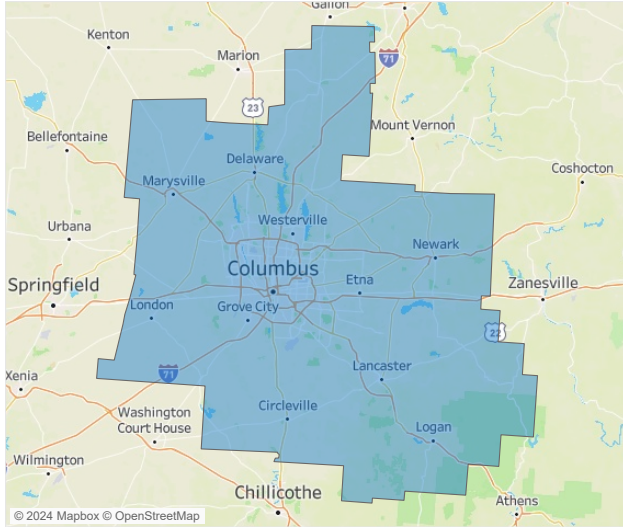 Galion
Kenton
Marion
71
23
Mount Vernon
Bellefontaine
Delaware
Coshocton
Marysville
Urbana
Westerville
Newark
Columbus
Springfield
Etna
Zanesville
London
Grove City
22
Xenia
71
Lancaster
Washington
Court House
Circleville
Logan
Wilmington
Chillicothe
Athens
© 2024 Mapbox © OpenStreetMap